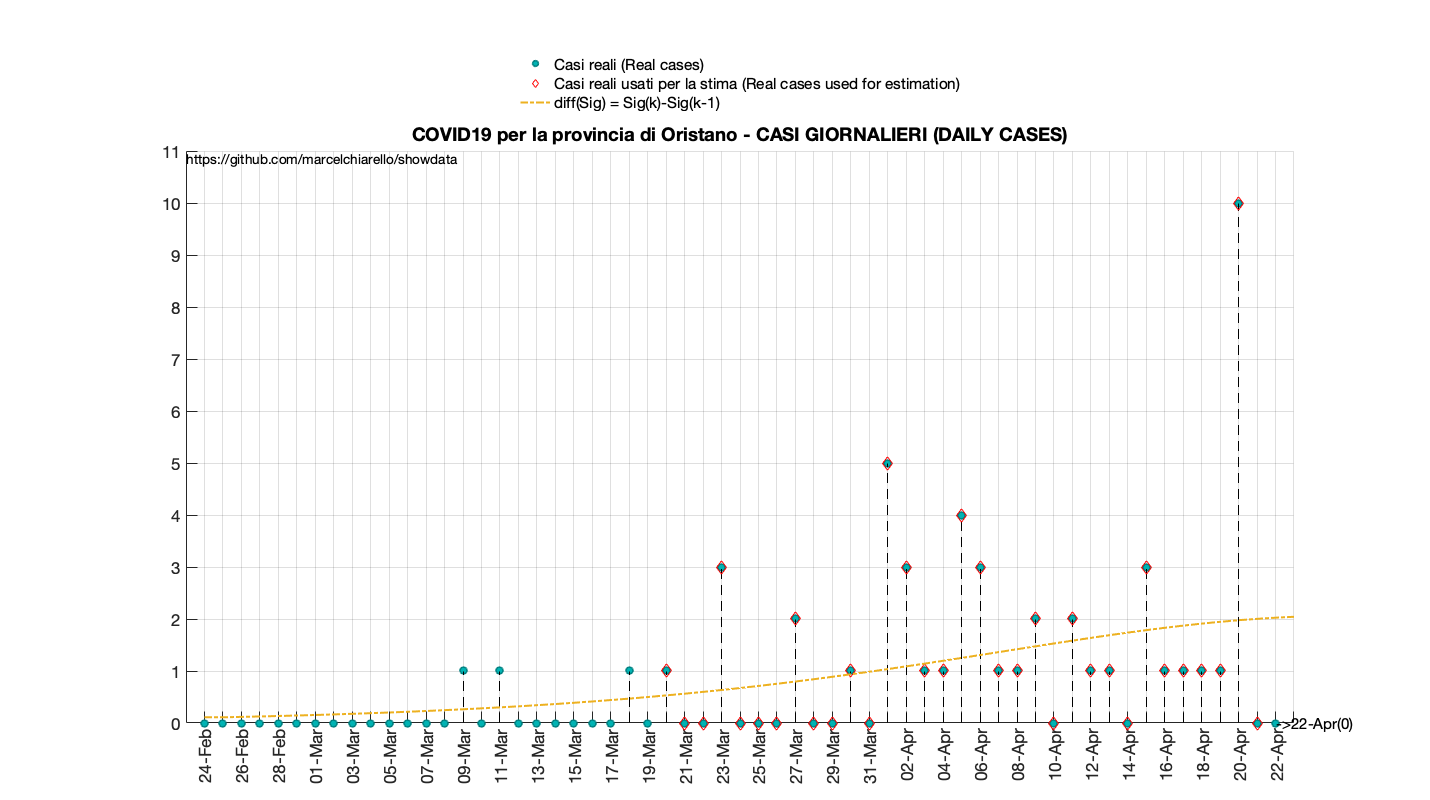 Casi reali (Real cases)
Casi reali usati per la stima (Real cases used for estimation)
diff(Sig) = Sig(k)-Sig(k-1)
COVID19 per la provincia di Oristano - CASI GIORNALIERI (DAILY CASES)
https://github.com/marcelchiarello/showdata
11
10
9
8
7
6
5
4
3
2
1
0
->22-Apr(0)
24-Feb
26-Feb
28-Feb
01-Mar
03-Mar
05-Mar
07-Mar
09-Mar
11-Mar
13-Mar
15-Mar
17-Mar
19-Mar
21-Mar
23-Mar
25-Mar
27-Mar
29-Mar
31-Mar
02-Apr
04-Apr
06-Apr
08-Apr
10-Apr
12-Apr
14-Apr
16-Apr
18-Apr
20-Apr
22-Apr